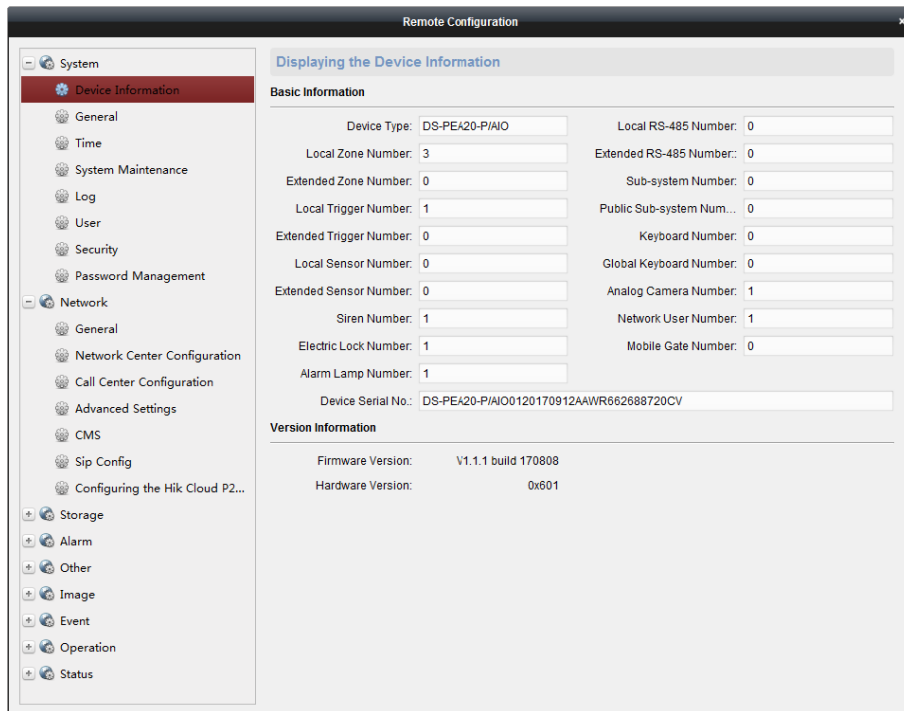 Remote Configuration
×
System
Device Information
General
Time
System Maintenance
Log
User
Security
Password Management
Network
General
Network Center Configuration
Call Center Configuration
Advanced Settings
CMS
Sip Config
Configuring the Hik Cloud P2...
Storage
Alarm
Other
Image
Event
Operation
Status
Displaying the Device Information
Basic Information
Device Type: DS-PEA20-P/AIO Local RS-485 Number: 0
Local Zone Number: 3 Extended RS-485 Number:: 0
Extended Zone Number: 0 Sub-system Number: 0
Local Trigger Number: 1 Public Sub-system Num... 0
Extended Trigger Number: 0 Keyboard Number: 0
Local Sensor Number: 0 Global Keyboard Number: 0
Extended Sensor Number: 0 Analog Camera Number: 1
Siren Number: 1 Network User Number: 1
Electric Lock Number: 1 Mobile Gate Number: 0
Alarm Lamp Number: 1
Device Serial No.: DS-PEA20-P/AIO0120170912AAWR662688720CV
Version Information
Firmware Version: V1.1.1 build 170808
Hardware Version: 0x601